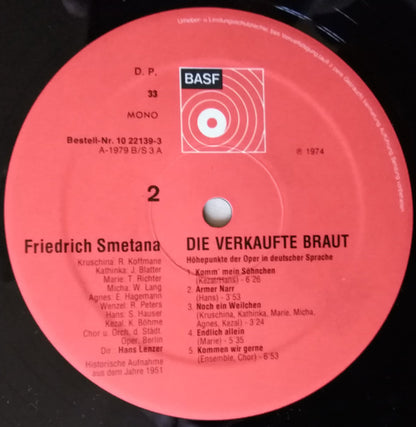 Urheber- u. Leistungsschutzrechte
D. P.
33
MONO
BASF
Bestell-Nr. 10 22139-3
A-1979 B/S 3 A
℗ 1974
2
Friedrich Smetana
Kruschina: R. Koffmane
Kathinka: J. Blatter
Marie: T. Richter
Micha: W. Lang
Agnes: E. Hagemann
Wenzel: R. Peters
Hans: S. Hauser
Kezal: K. Böhme
Chor u. Orch. d. Städt.
Oper, Berlin
Dir.: Hans Lenzer
Historische Aufnahme
aus dem Jahre 1951
DIE VERKAUFTE BRAUT
Höhepunkte der Oper in deutscher Sprache
1. Komm' mein Söhnchen
(Kezal/Hans) - 6'26
2. Armer Narr
(Hans) - 3'53
3. Noch ein Weilchen
(Kruschina, Kathinka, Marie, Micha,
Agnes, Kezal) - 3'24
4. Endlich allein
(Marie) - 5'35
5. Kommen wir gerne
(Ensemble, Chor) - 6'53